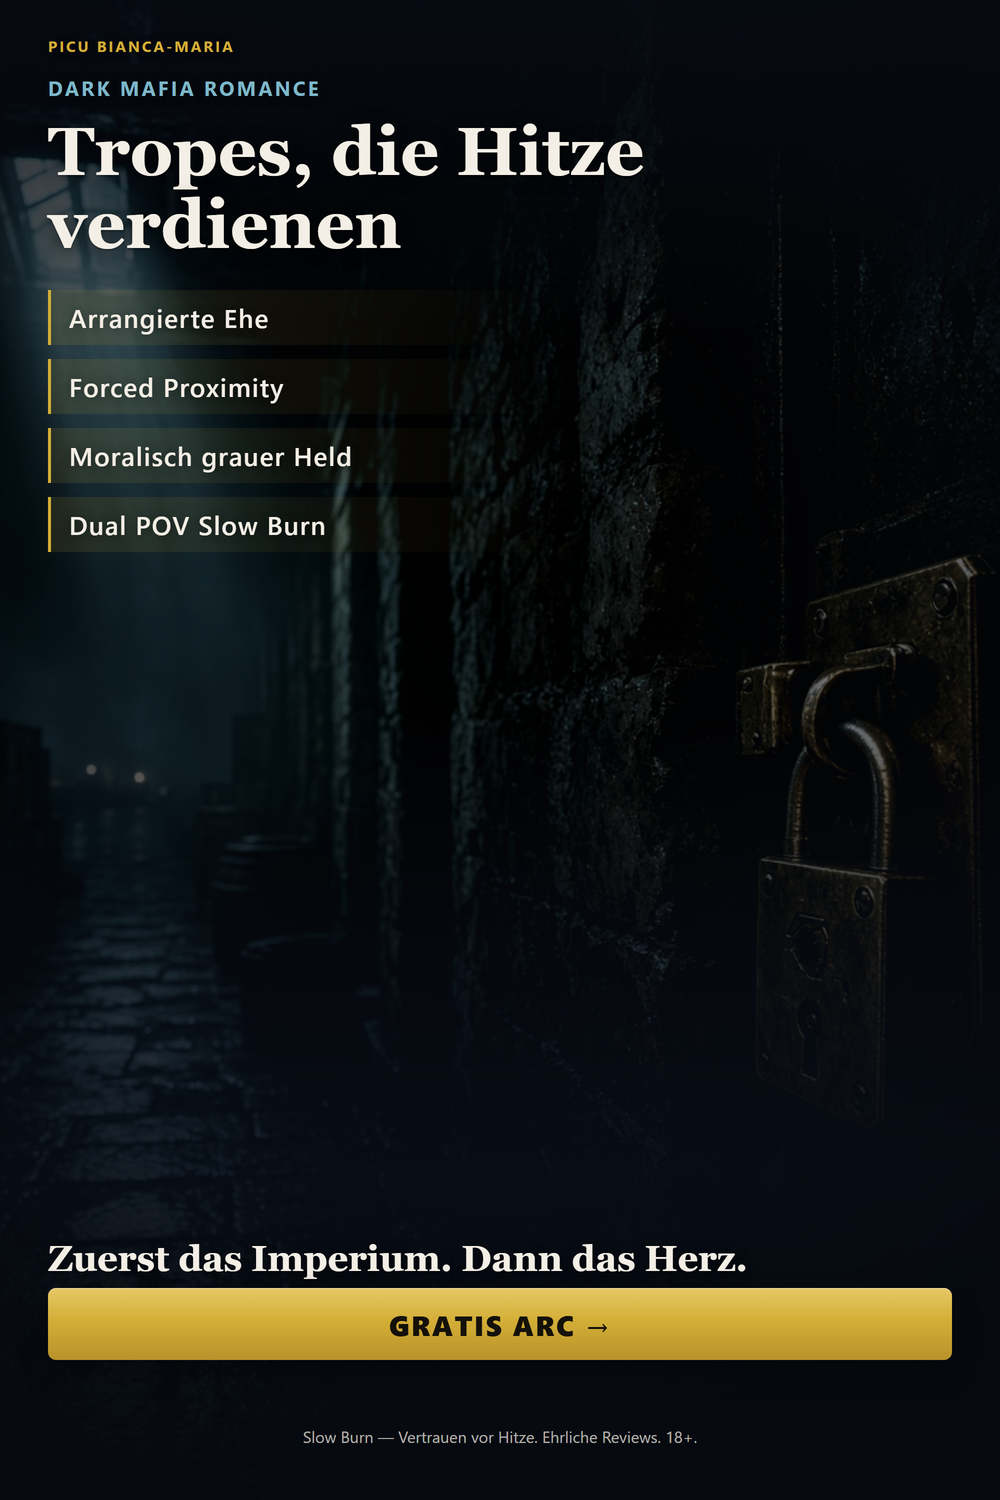 PICU BIANCA-MARIA
DARK MAFIA ROMANCE
Tropes, die Hitze
verdienen
Arrangierte Ehe
Forced Proximity
Moralisch grauer Held
Dual POV Slow Burn
Zuerst das Imperium. Dann das Herz.
GRATIS ARC →
Slow Burn — Vertrauen vor Hitze. Ehrliche Reviews. 18+.